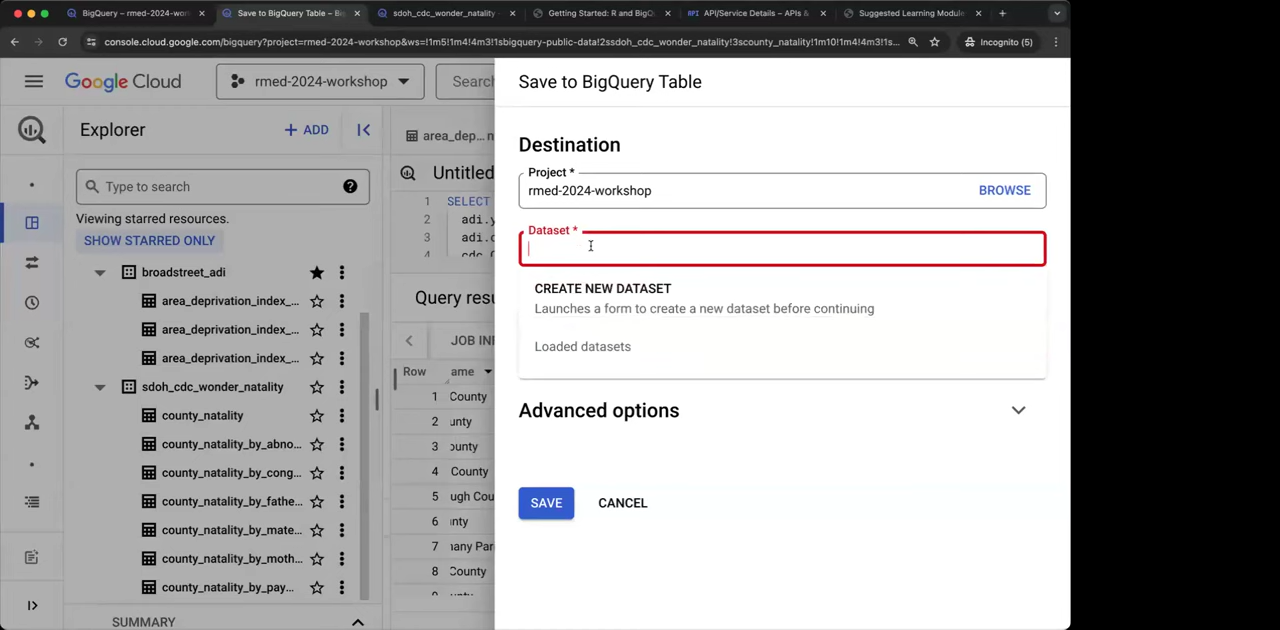 BigQuery – rmed-2024-wor
Save to BigQuery Table – Bi
sdoh_cdc_wonder_natality
Getting Started: R and BigQ
API API/Service Details – APIs &
Suggested Learning Module
console.cloud.google.com/bigquery?project=rmed-2024-workshop&ws=!1m5!1m4!4m3!1sbigquery-public-data!2ssdoh_cdc_wonder_natality!3scounty_natality!1m10!1m4!4m3!1s...
Incognito (5)
Google Cloud
rmed-2024-workshop
Search
Save to BigQuery Table
Explorer
+ ADD
area_dep...
Type to search
Viewing starred resources.
SHOW STARRED ONLY
broadstreet_adi
area_deprivation_index_...
area_deprivation_index_...
area_deprivation_index_...
sdoh_cdc_wonder_natality
county_natality
county_natality_by_abno...
county_natality_by_cong...
county_natality_by_fathe...
county_natality_by_mate...
county_natality_by_moth...
county_natality_by_pay...
SUMMARY
Untitled
1 SELECT
2 adi.y
3 adi.c
4 cdc.
Query resu
JOB IN
Row ame
1 County
2 unty
3 ounty
4 County
5 ugh Cou
6 nty
7 any Par
8 County
Destination
Project *
rmed-2024-workshop
BROWSE
Dataset *
CREATE NEW DATASET
Launches a form to create a new dataset before continuing
Loaded datasets
Advanced options
SAVE
CANCEL